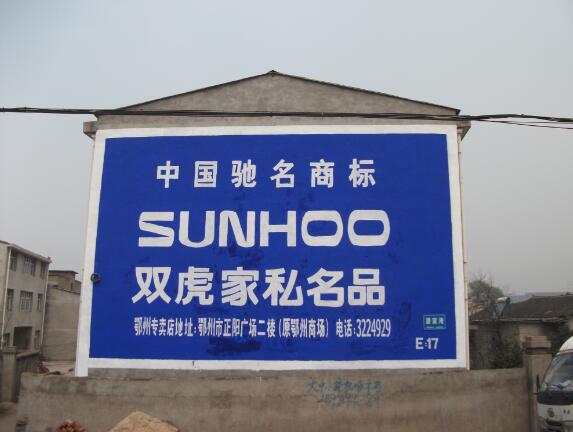 中国驰名商标
SUNHOO
双虎家私名品
鄂州专卖店地址:鄂州市正阳广场二楼(原鄂州商场) 电话:3224929
E:17